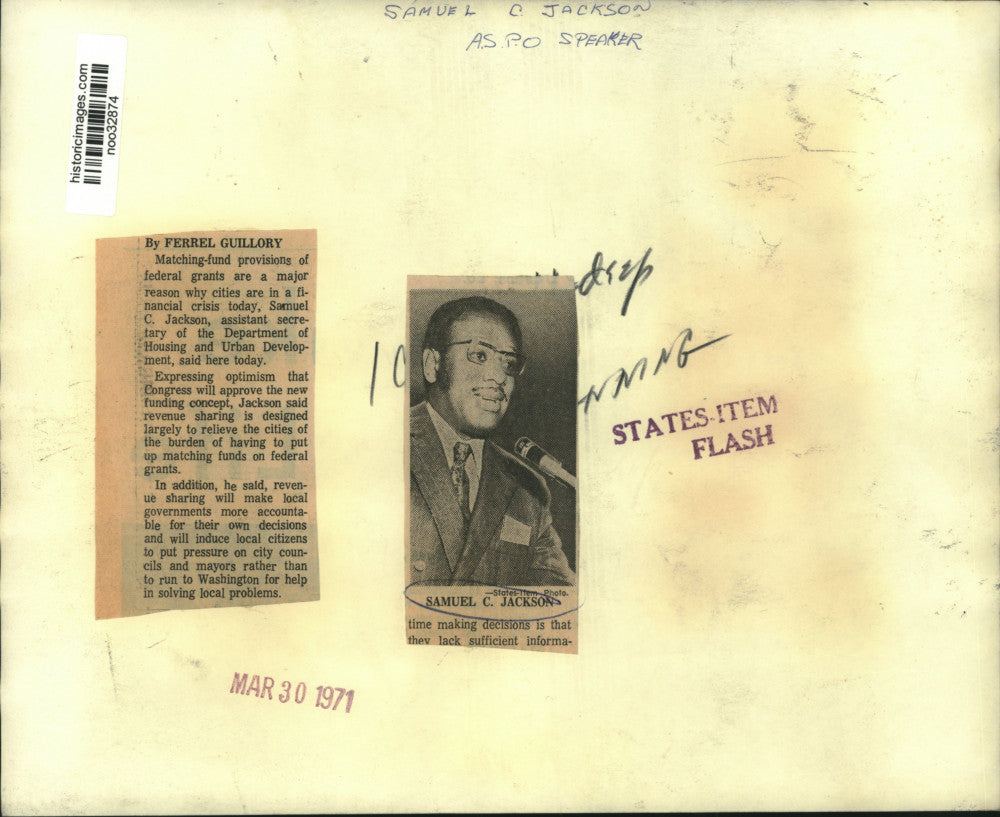 SAMUEL C. JACKSON
A.S.P.O SPEAKER
historicimages.com
noo32874
By FERREL GUILLORY
Matching-fund provisions of
federal grants are a major
reason why cities are in a fi-
nancial crisis today, Samuel
C. Jackson, assistant secre-
tary of the Department of
Housing and Urban Develop-
ment, said here today.
Expressing optimism that
Congress will approve the new
funding concept, Jackson said
revenue sharing is designed
largely to relieve the cities of
the burden of having to put
up matching funds on federal
grants.
In addition, he said, reven-
ue sharing will make local
governments more accounta-
ble for their own decisions
and will induce local citizens
to put pressure on city coun-
cils and mayors rather than
to run to Washington for help
in solving local problems.
—States-Item Photo.
SAMUEL C. JACKSON
time making decisions is that
they lack sufficient informa-
STATES-ITEM
FLASH
MAR 30 1971